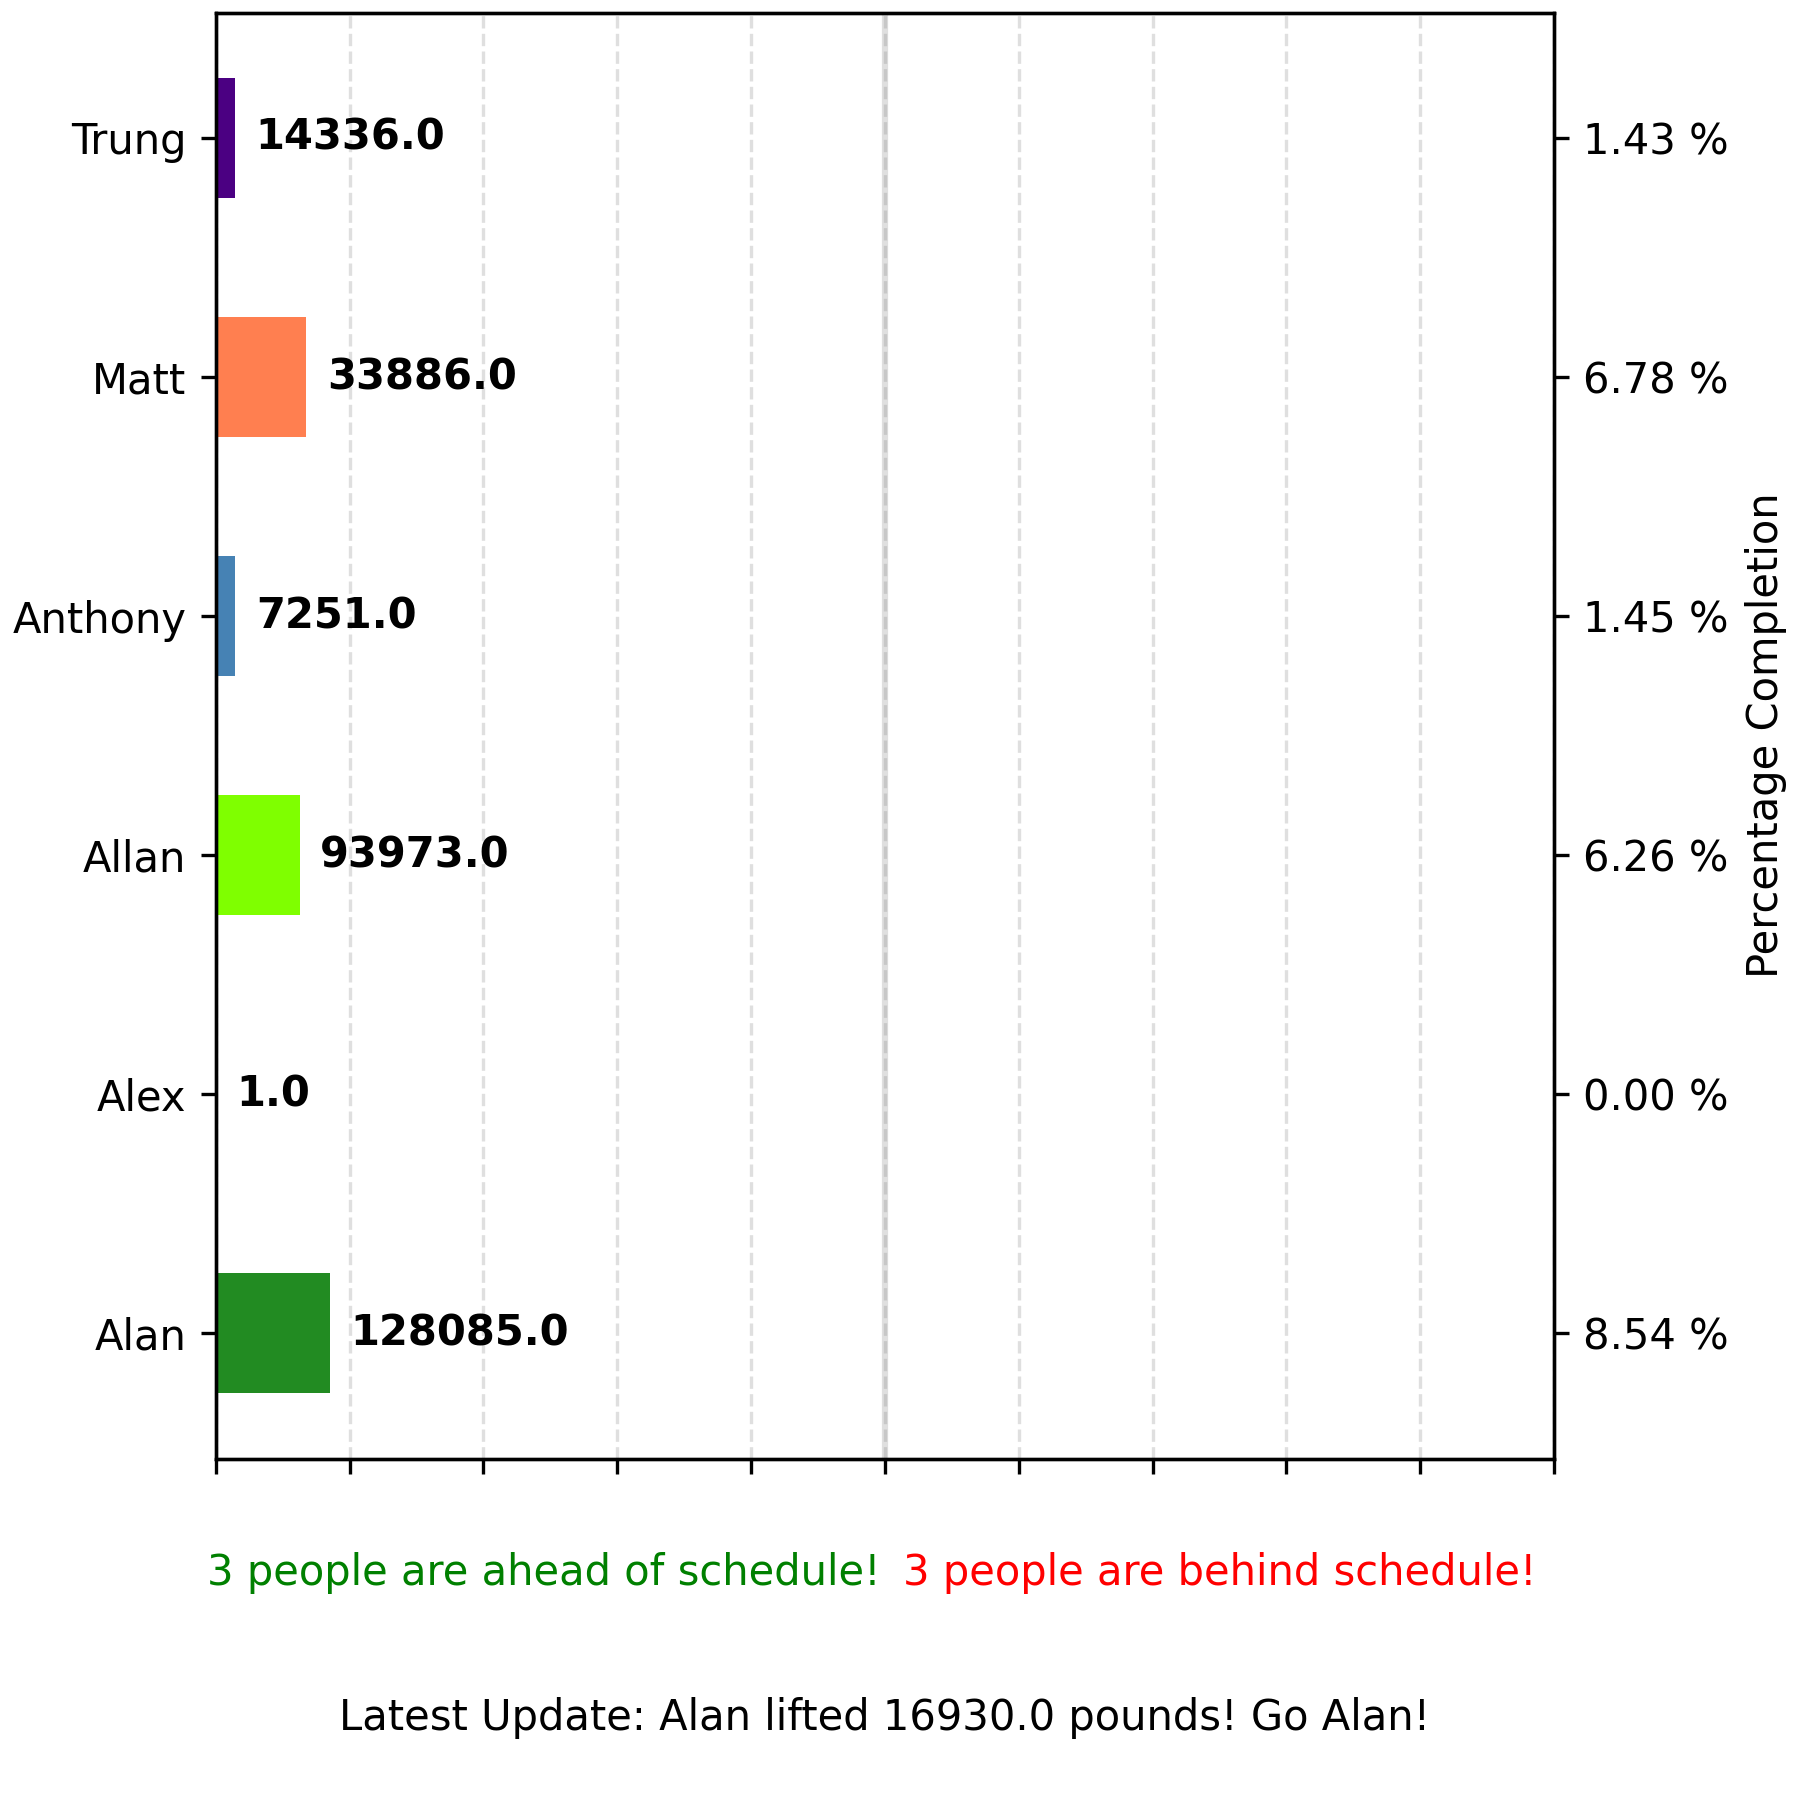 Trung 14336.0 1.43 %
Matt 33886.0 6.78 %
Anthony 7251.0 1.45 %
Allan 93973.0 6.26 %
Alex 1.0 0.00 %
Alan 128085.0 8.54 %
Percentage Completion
3 people are ahead of schedule! 3 people are behind schedule!
Latest Update: Alan lifted 16930.0 pounds! Go Alan!